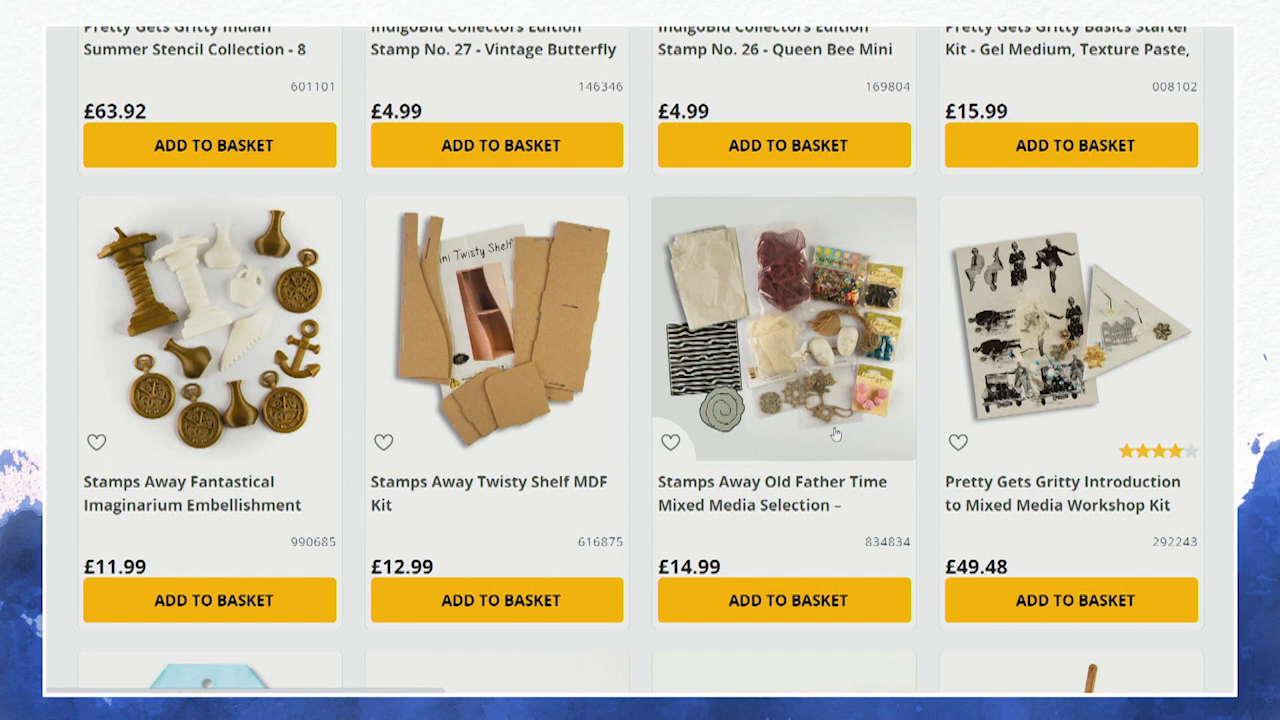 Pretty Gets Gritty Indian
Summer Stencil Collection - 8
601101
£63.92
ADD TO BASKET
IndigoBlu Collectors Edition
Stamp No. 27 - Vintage Butterfly
146346
£4.99
ADD TO BASKET
IndigoBlu Collectors Edition
Stamp No. 26 - Queen Bee Mini
169804
£4.99
ADD TO BASKET
Pretty Gets Gritty Basics Starter
Kit - Gel Medium, Texture Paste,
008102
£15.99
ADD TO BASKET
Stamps Away Fantastical
Imaginarium Embellishment
990685
£11.99
ADD TO BASKET
Twisty Shelf
Stamps Away Twisty Shelf MDF
Kit
616875
£12.99
ADD TO BASKET
Stamps Away Old Father Time
Mixed Media Selection –
834834
£14.99
ADD TO BASKET
Pretty Gets Gritty Introduction
to Mixed Media Workshop Kit
292243
£49.48
ADD TO BASKET